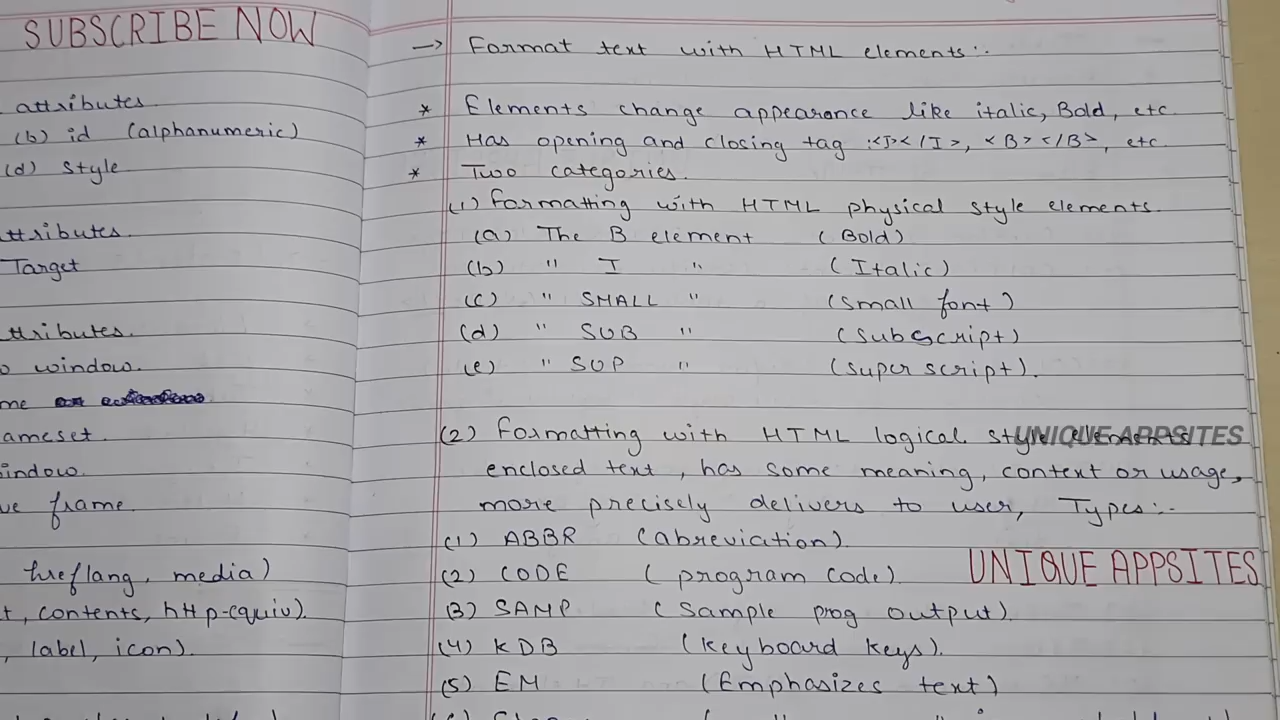 SUBSCRIBE NOW
attributes
(b) id (alphanumeric)
(d) style
ttributes.
Target
ttributes.
o window.
me
ameset.
indow.
ve frame
hreflang, media)
t, contents, http-equiv).
, label, icon).
→ Format text with HTML elements:-
* Elements change appearance like italic, Bold, etc
* Has opening and closing tag :<I></I>, <B></B>, etc.
* Two categories.
(1) Formatting with HTML physical style elements.
(a) The B element (Bold)
(b) " I " (Italic)
(c) " SMALL " (Small font)
(d) " SUB " (Subscript)
(e) " SUP " (Super script).
(2) Formatting with HTML logical style elements
UNIQUE APPSITES
enclosed text, has some meaning, context or usage,
more precisely delivers to user, Types:-
(1) ABBR (abreviation).
(2) CODE (program code).
UNIQUE APPSITES
(3) SAMP (Sample prog output).
(4) KDB (Keyboard keys).
(5) EM (Emphasizes text)